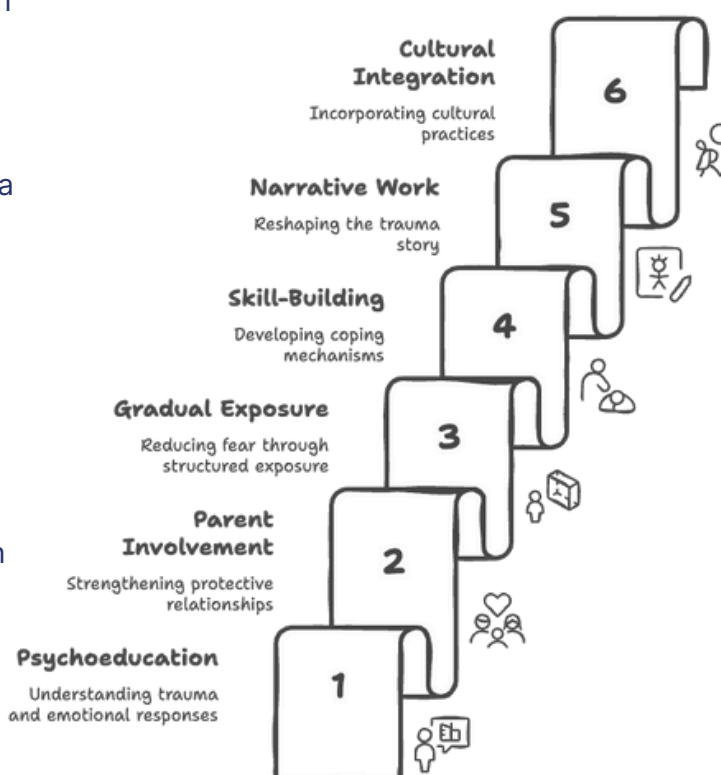 Cultural
Integration
6
Incorporating cultural
practices
a
Narrative Work
5
Reshaping the trauma
story
Skill-Building
4
Developing coping
mechanisms
Gradual Exposure
3
Reducing fear through
structured exposure
Parent
Involvement
2
Strengthening protective
relationships
Psychoeducation
1
Understanding trauma
and emotional responses